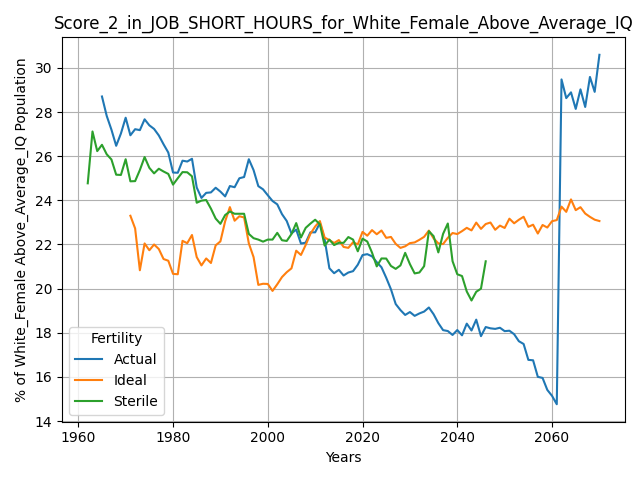 Score_2_in_JOB_SHORT_HOURS_for_White_Female_Above_Average_IQ
% of White_Female Above_Average_IQ Population
30
28
26
24
22
20
18
16
14
Fertility
Actual
Ideal
Sterile
1960 1980 2000 2020 2040 2060
Years